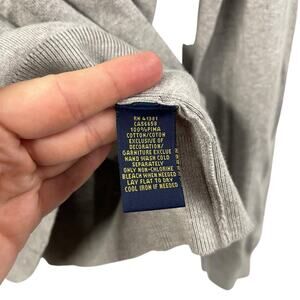 RN 41381
CA56658
100%PIMA
COTTON/COTON
EXCLUSIVE OF
DECORATION/
GARNITURE EXCLUE
HAND WASH COLD
SEPARATELY
ONLY NON-CHLORINE
BLEACH WHEN NEEDED
LAY FLAT TO DRY
COOL IRON IF NEEDED